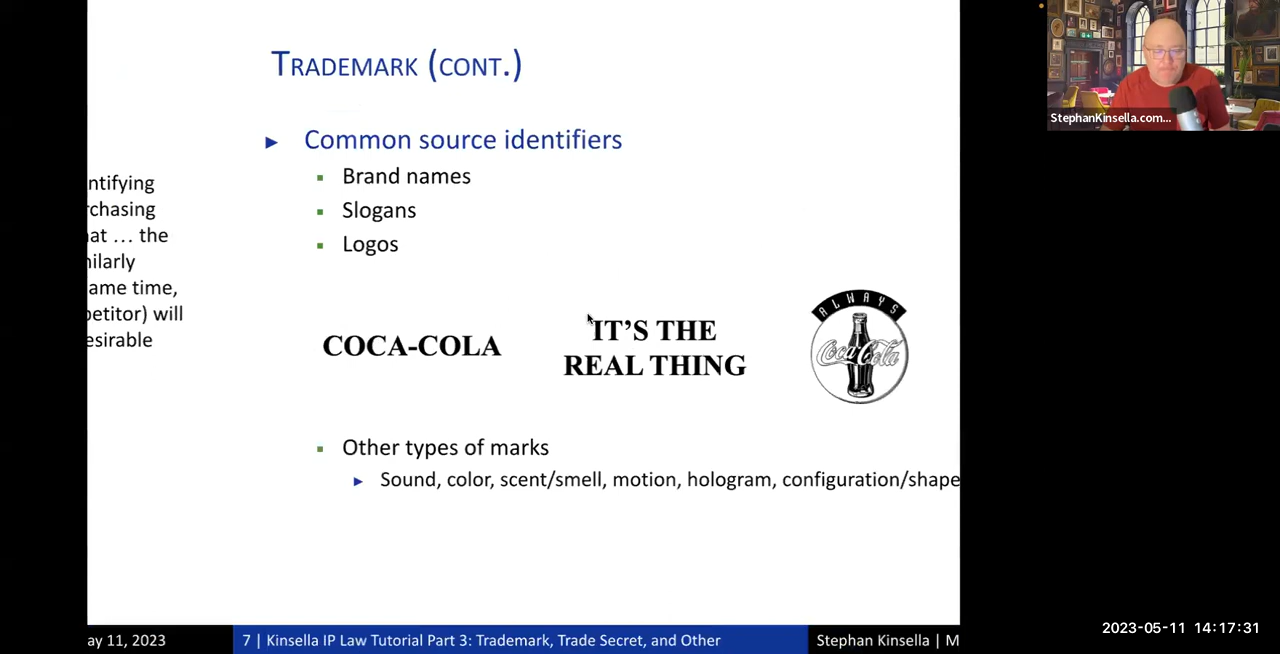 TRADEMARK (CONT.)
Common source identifiers
Brand names
Slogans
Logos
COCA-COLA
IT'S THE
REAL THING
ALWAYS
Coca-Cola
Other types of marks
Sound, color, scent/smell, motion, hologram, configuration/shape
ntifying
rchasing
at … the
nilarly
ame time,
petitor) will
esirable
ay 11, 2023
7 | Kinsella IP Law Tutorial Part 3: Trademark, Trade Secret, and Other
Stephan Kinsella | M
StephanKinsella.com...
2023-05-11 14:17:31